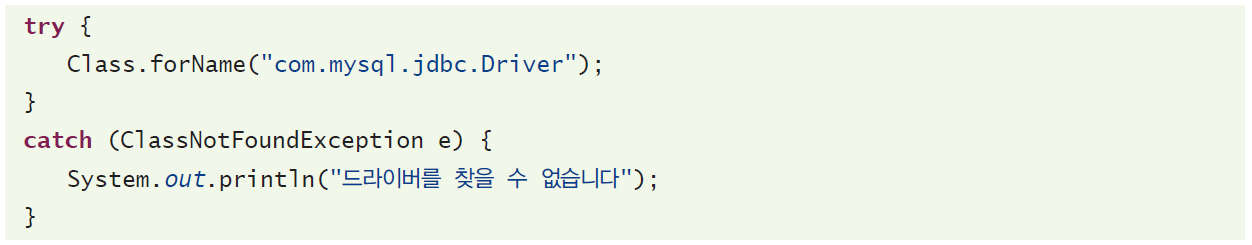 try {
   Class.forName("com.mysql.jdbc.Driver");
}
catch (ClassNotFoundException e) {
   System.out.println("드라이버를 찾을 수 없습니다");
}